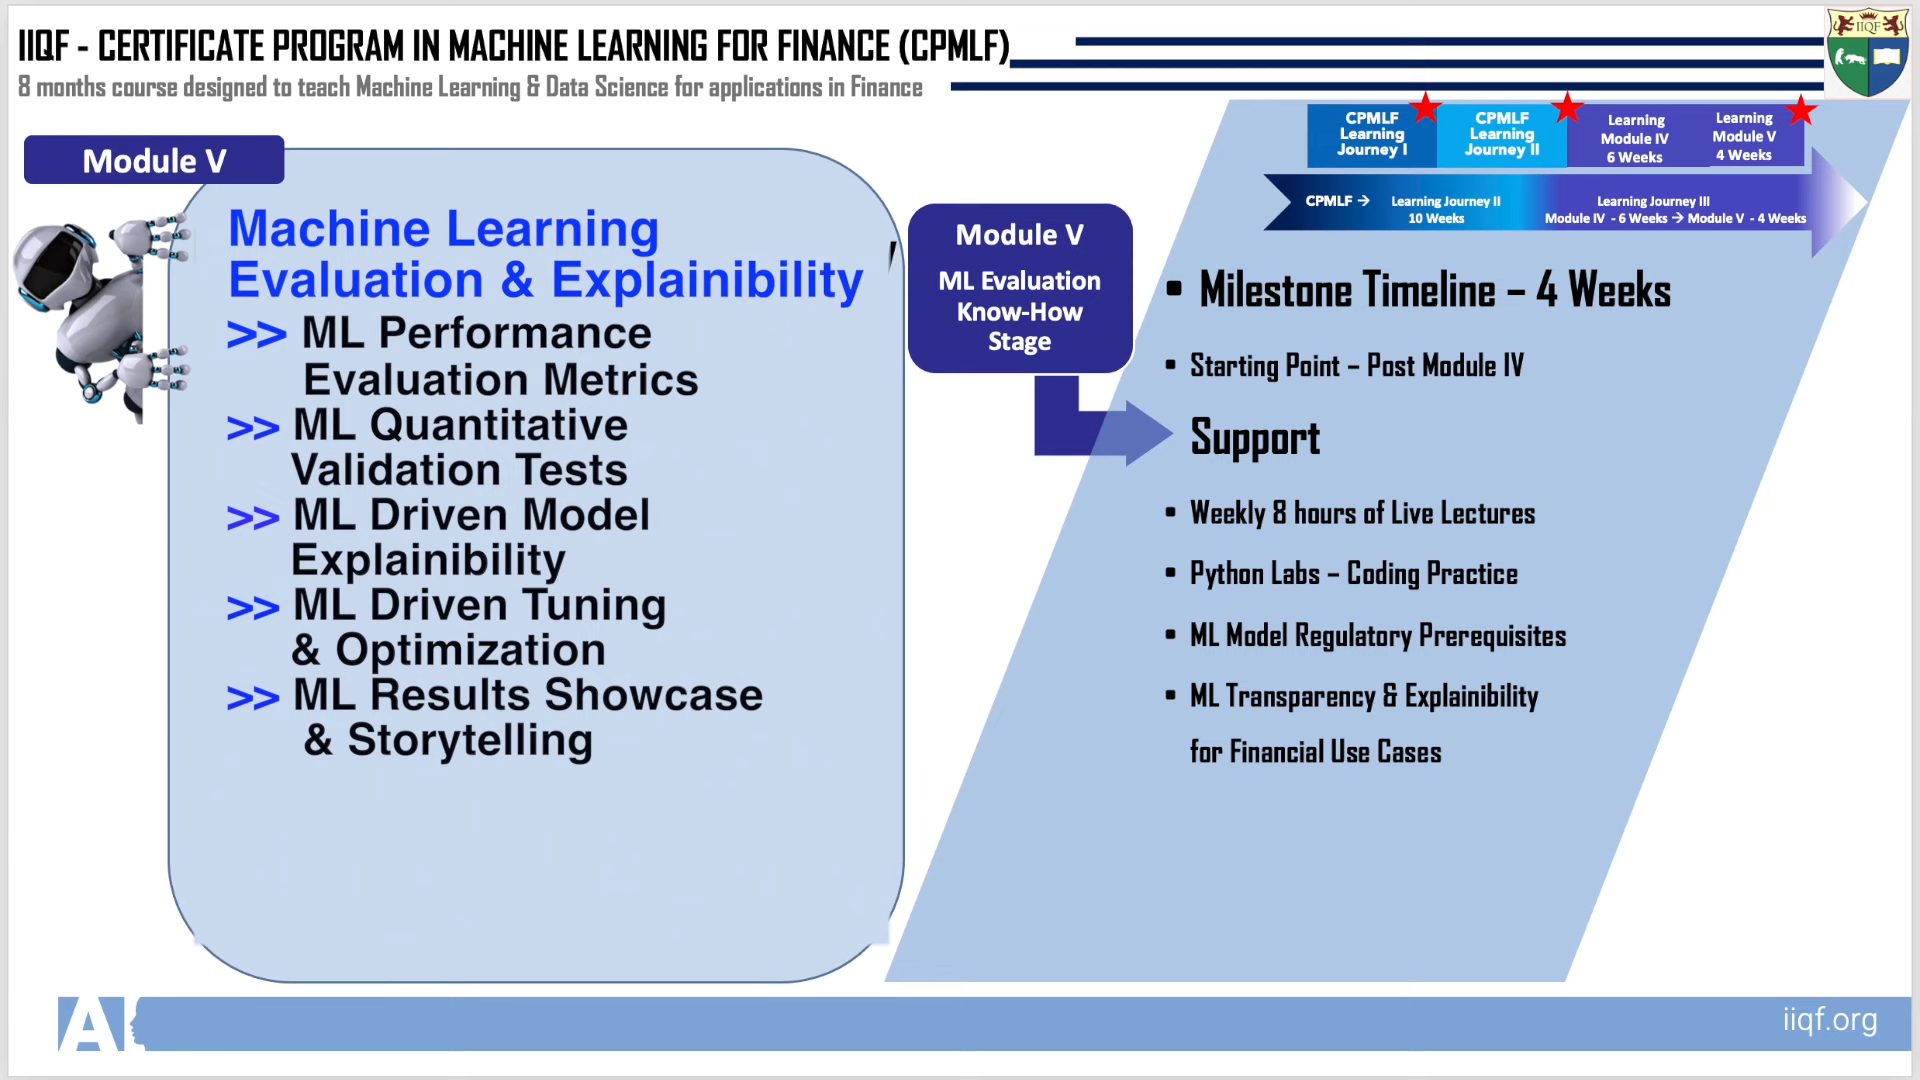 IIQF - CERTIFICATE PROGRAM IN MACHINE LEARNING FOR FINANCE (CPMLF)
8 months course designed to teach Machine Learning & Data Science for applications in Finance
IIQF
Module V
Machine Learning
Evaluation & Explainibility
>> ML Performance
Evaluation Metrics
>> ML Quantitative
Validation Tests
>> ML Driven Model
Explainibility
>> ML Driven Tuning
& Optimization
>> ML Results Showcase
& Storytelling
Module V
ML Evaluation
Know-How
Stage
CPMLF
Learning
Journey I
CPMLF
Learning
Journey II
Learning
Module IV
6 Weeks
Learning
Module V
4 Weeks
CPMLF →
Learning Journey II
10 Weeks
Learning Journey III
Module IV - 6 Weeks → Module V - 4 Weeks
▪ Milestone Timeline – 4 Weeks
▪ Starting Point – Post Module IV
Support
▪ Weekly 8 hours of Live Lectures
▪ Python Labs – Coding Practice
▪ ML Model Regulatory Prerequisites
▪ ML Transparency & Explainibility
for Financial Use Cases
AI
iiqf.org